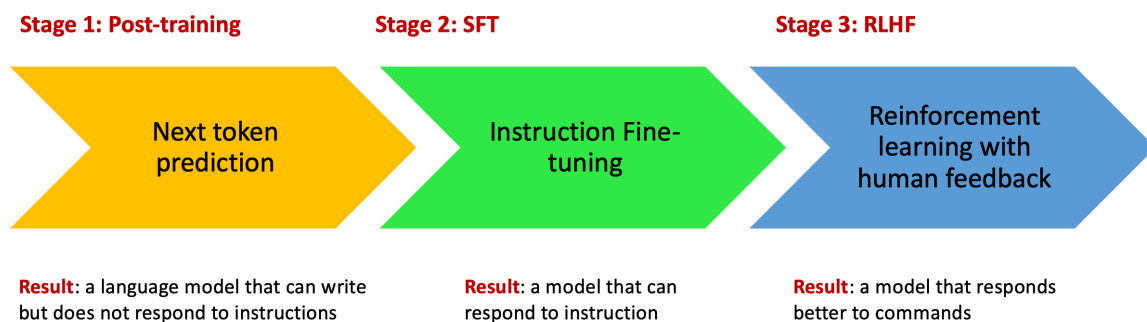 Stage 1: Post-training
Stage 2: SFT
Stage 3: RLHF
Next token
prediction
Instruction Fine-
tuning
Reinforcement
learning with
human feedback
Result: a language model that can write
but does not respond to instructions
Result: a model that can
respond to instruction
Result: a model that responds
better to commands